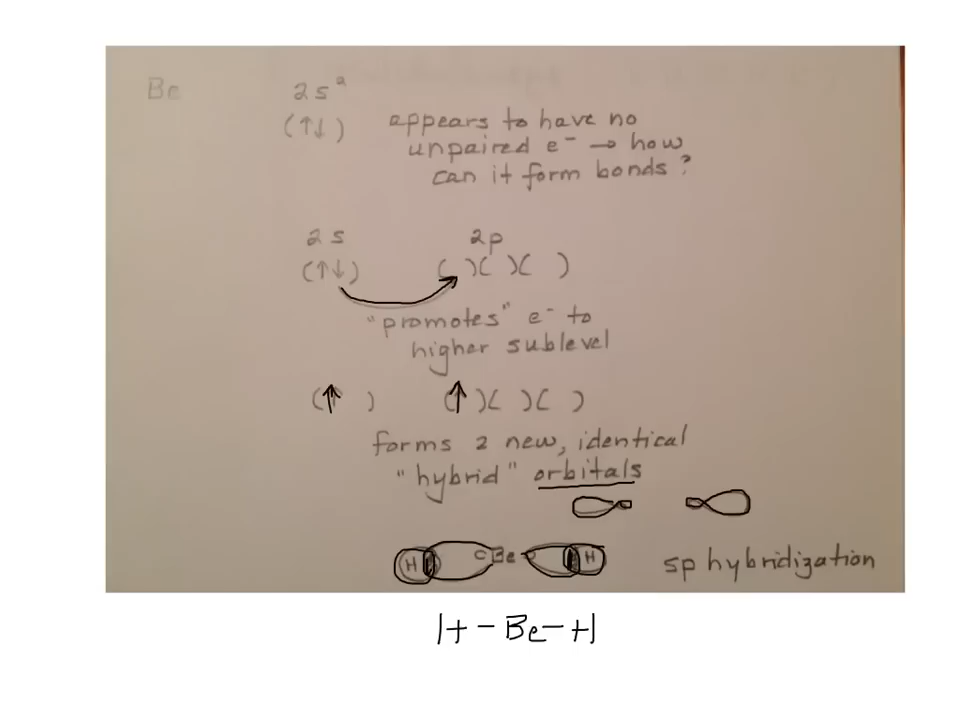 Be 2s²
(↑↓) appears to have no
unpaired e⁻ → how
can it form bonds?
2s 2p
(↑↓) ( )( )( )
"promotes" e⁻ to
higher sublevel
(↑ ) (↑ )( )( )
forms 2 new, identical
"hybrid" orbitals
H Be H sp hybridization
H - Be - H